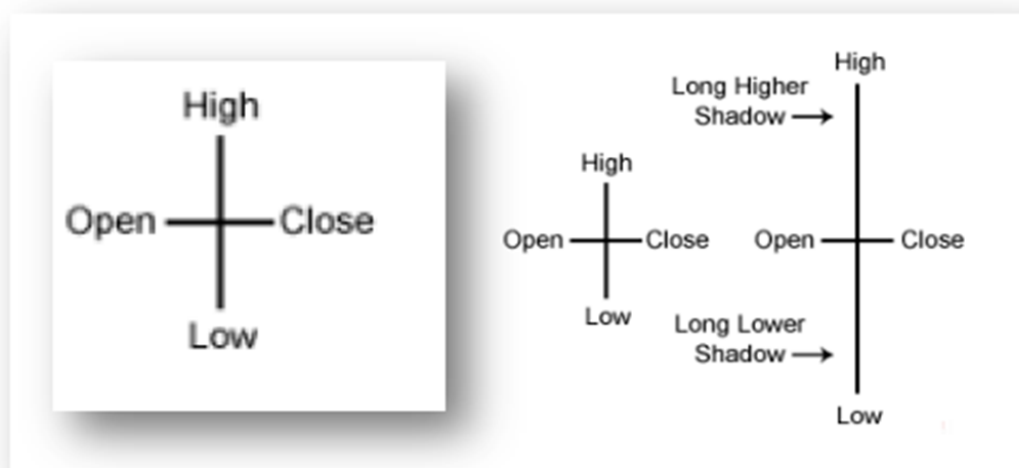 High
Open Close
Low
High
Open Close
Low
High
Long Higher
Shadow
Open Close
Long Lower
Shadow
Low